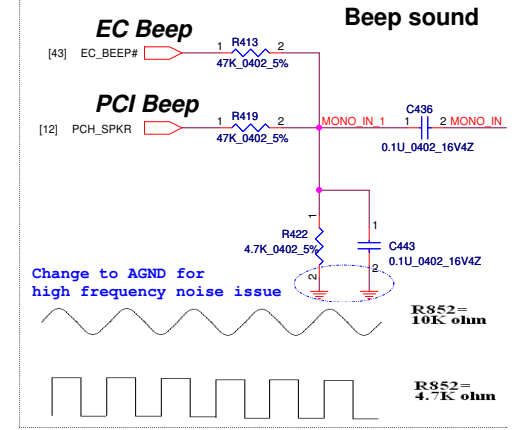 Beep sound
EC Beep
[43] EC_BEEP#
1 R413 2
47K_0402_5%
PCI Beep
[12] PCH_SPKR
1 R419 2
47K_0402_5%
MONO_IN_1
C436
1 2 MONO_IN
0.1U_0402_16V4Z
1
R422
4.7K_0402_5%
2
1
C443
0.1U_0402_16V4Z
2
Change to AGND for
high frequency noise issue
R852=
10K ohm
R852=
4.7K ohm